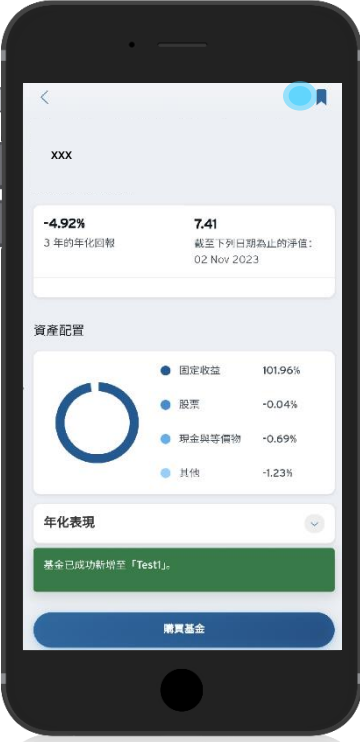 xxx
-4.92%
7.41
3 年的年化回報
截至下列日期為止的淨值：
02 Nov 2023
資產配置
固定收益 101.96%
股票 -0.04%
現金與等價物 -0.69%
其他 -1.23%
年化表現
基金已成功新增至「Test1」。
購買基金